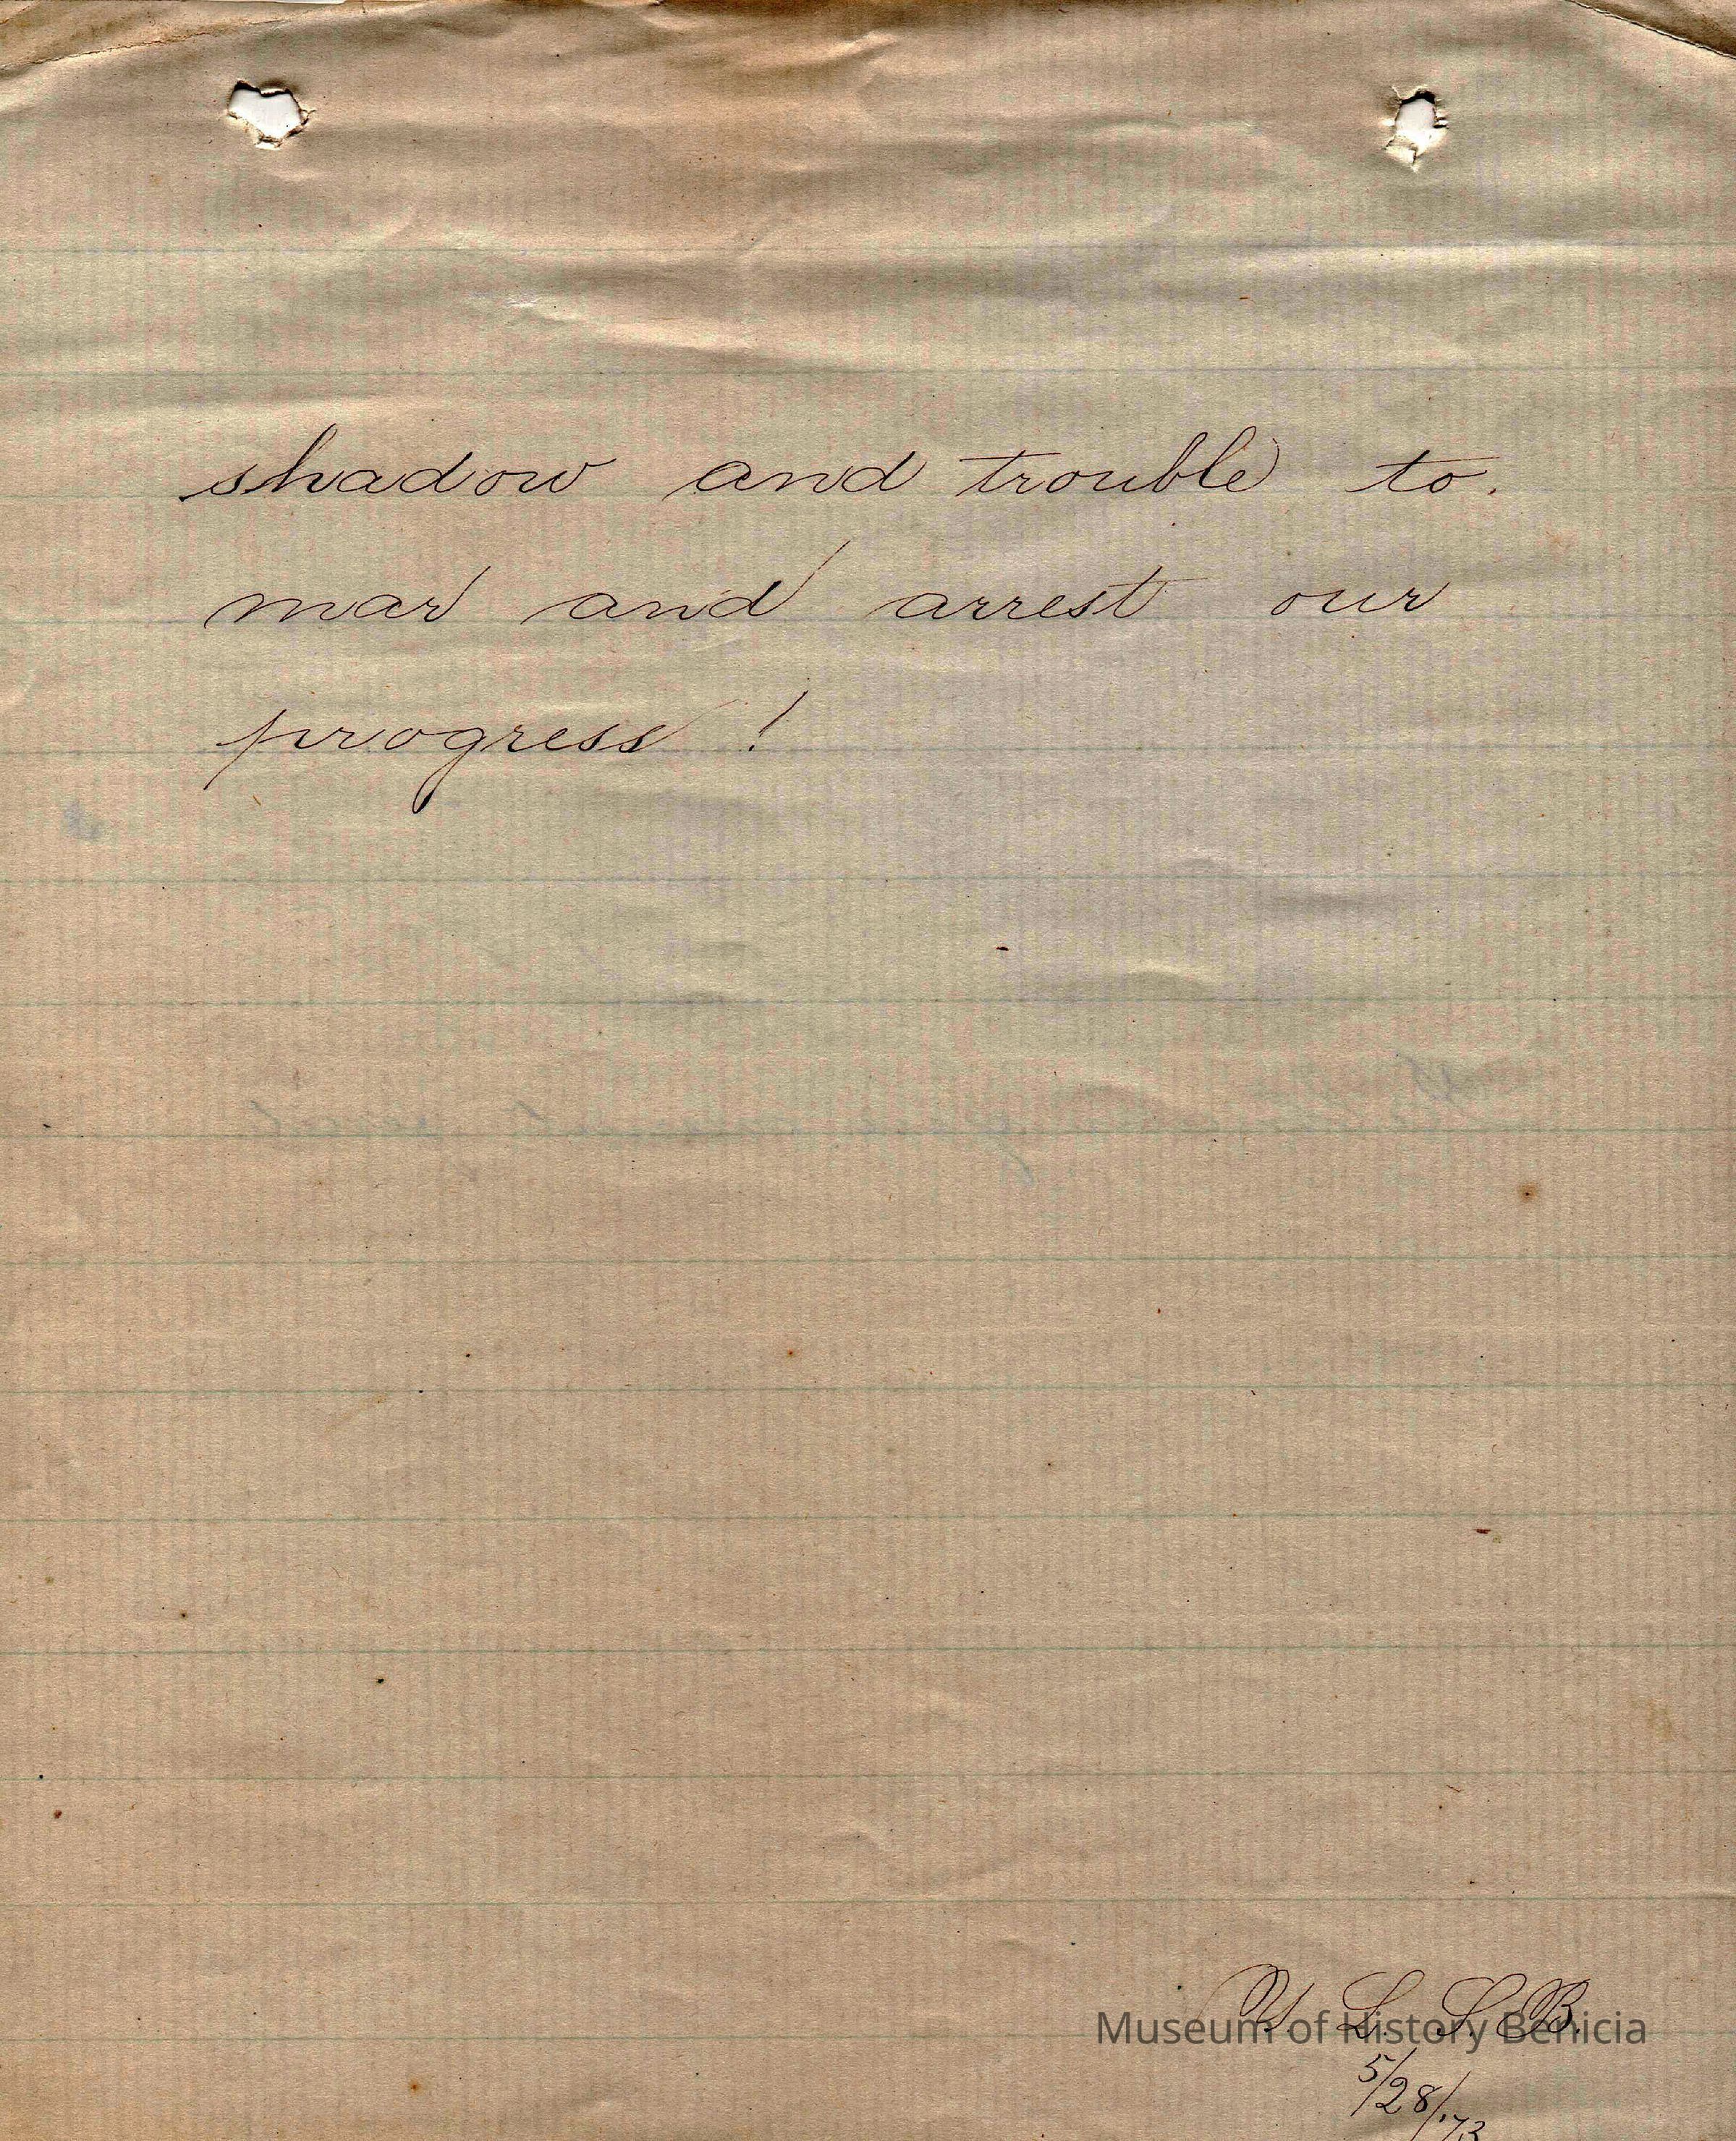 shadow and trouble to.
mar and arrest our
progress !
Y. L. S. B.
Museum of History Benicia
5/28/'73